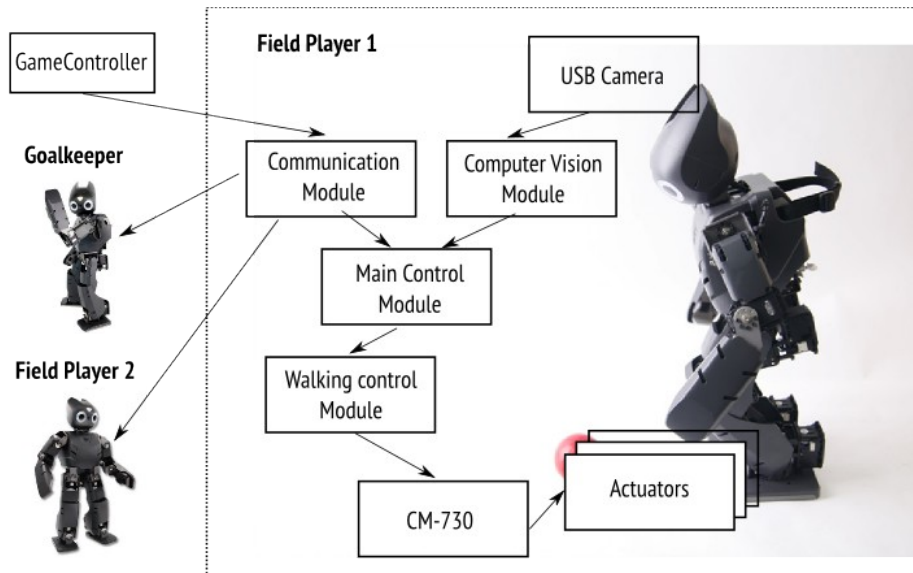 GameController
Field Player 1
USB Camera
Goalkeeper
Communication
Module
Computer Vision
Module
Main Control
Module
Field Player 2
Walking control
Module
CM-730
Actuators